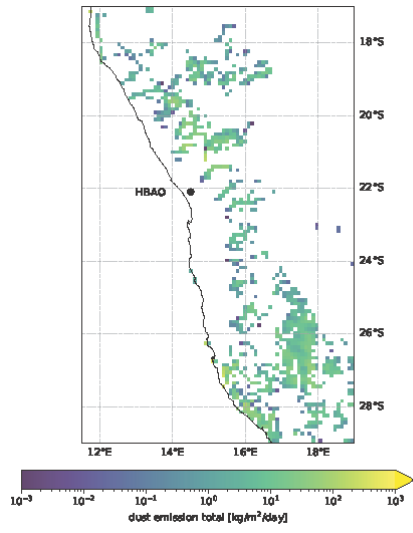 18°S
20°S
HBAO
22°S
24°S
26°S
28°S
12°E 14°E 16°E 18°E
10⁻³ 10⁻² 10⁻¹ 10⁰ 10¹ 10² 10³
dust emission total [kg/m²/day]